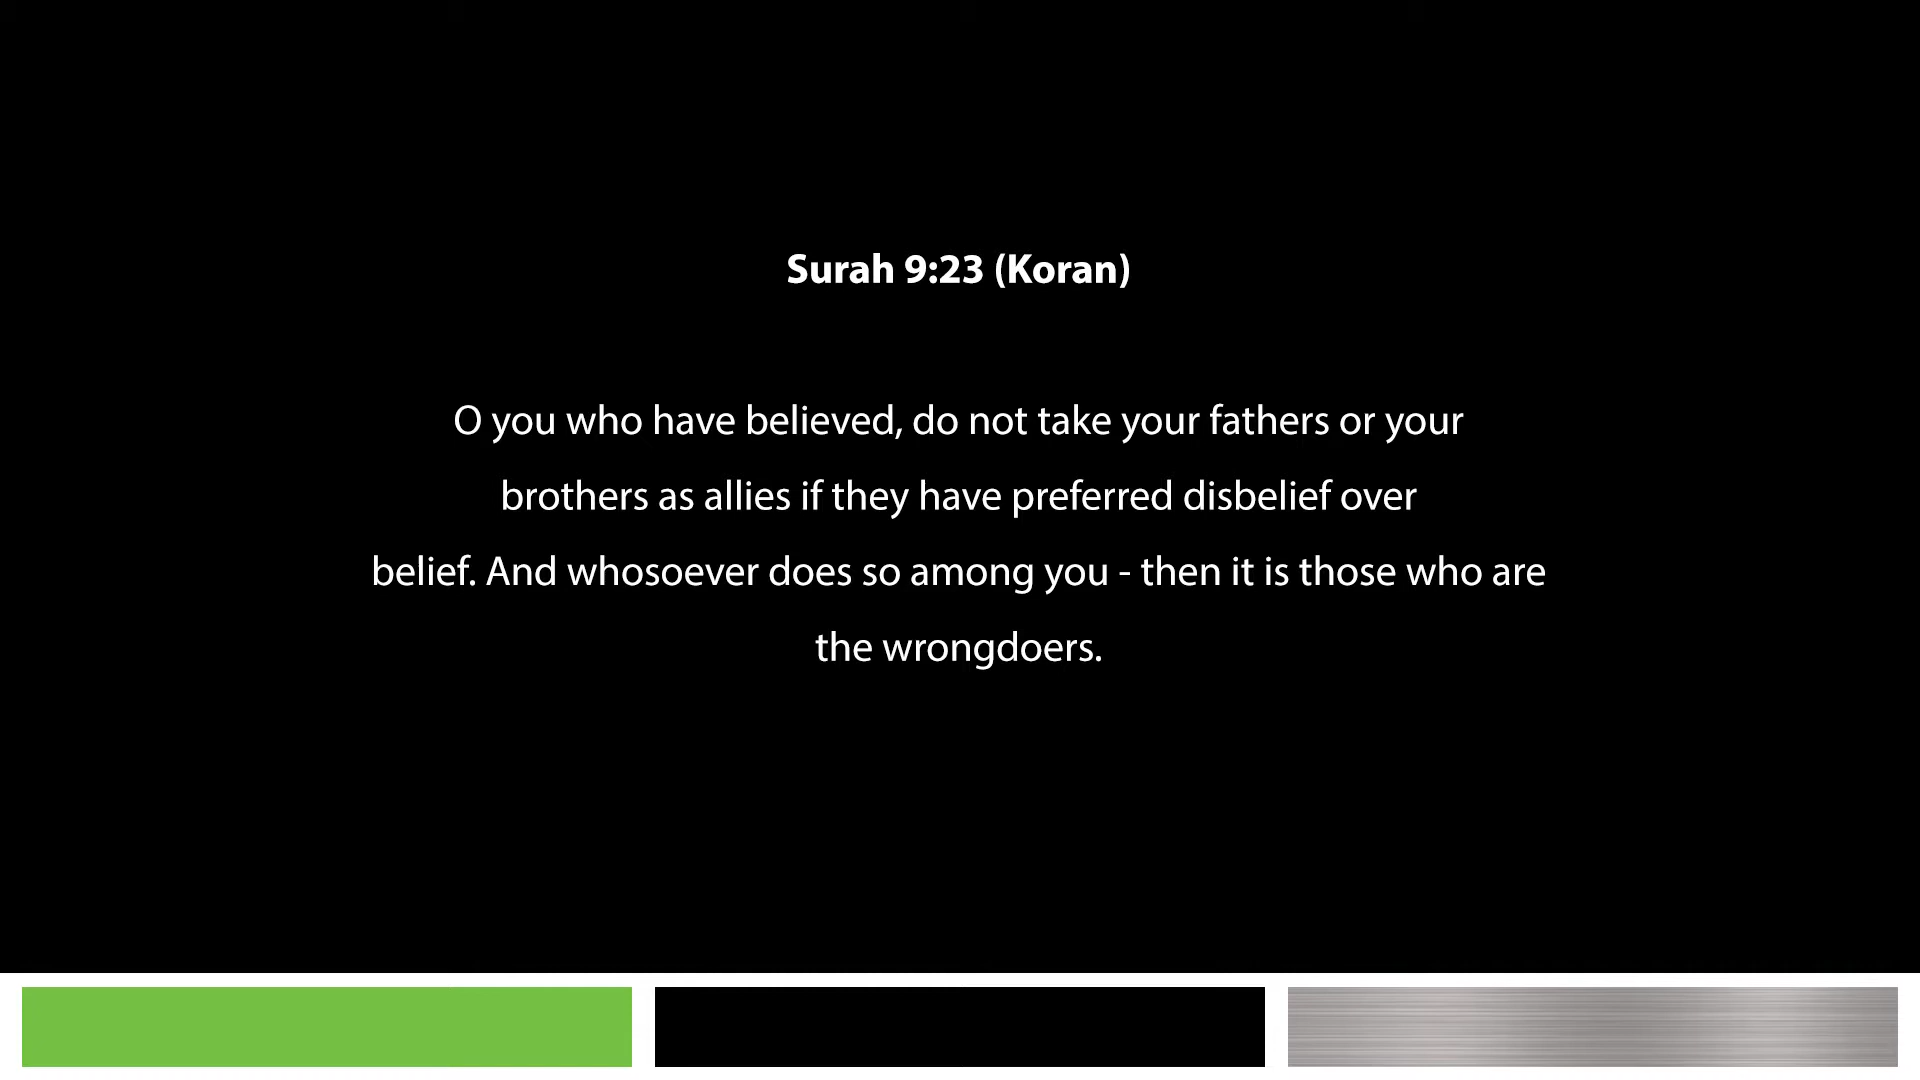 Surah 9:23 (Koran)
O you who have believed, do not take your fathers or your
brothers as allies if they have preferred disbelief over
belief. And whosoever does so among you - then it is those who are
the wrongdoers.